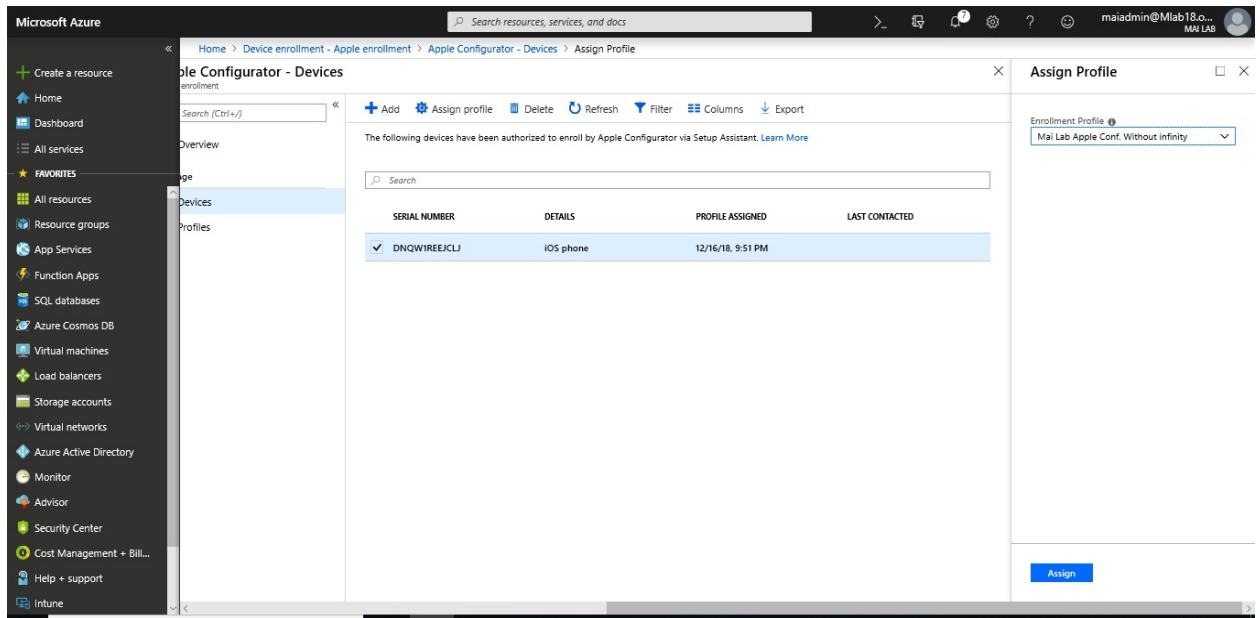 Microsoft Azure
Search resources, services, and docs
7
maiadmin@Mlab18.o...
MAI LAB
Home > Device enrollment - Apple enrollment > Apple Configurator - Devices > Assign Profile
Create a resource
Home
Dashboard
All services
FAVORITES
All resources
Resource groups
App Services
Function Apps
SQL databases
Azure Cosmos DB
Virtual machines
Load balancers
Storage accounts
Virtual networks
Azure Active Directory
Monitor
Advisor
Security Center
Cost Management + Bill...
Help + support
Intune
ple Configurator - Devices
enrollment
Search (Ctrl+/)
Overview
ge
Devices
Profiles
Add Assign profile Delete Refresh Filter Columns Export
The following devices have been authorized to enroll by Apple Configurator via Setup Assistant. Learn More
Search
SERIAL NUMBER DETAILS PROFILE ASSIGNED LAST CONTACTED
DNQW1REEJCLJ iOS phone 12/16/18, 9:51 PM
Assign Profile
Enrollment Profile
Mai Lab Apple Conf. Without infinity
Assign